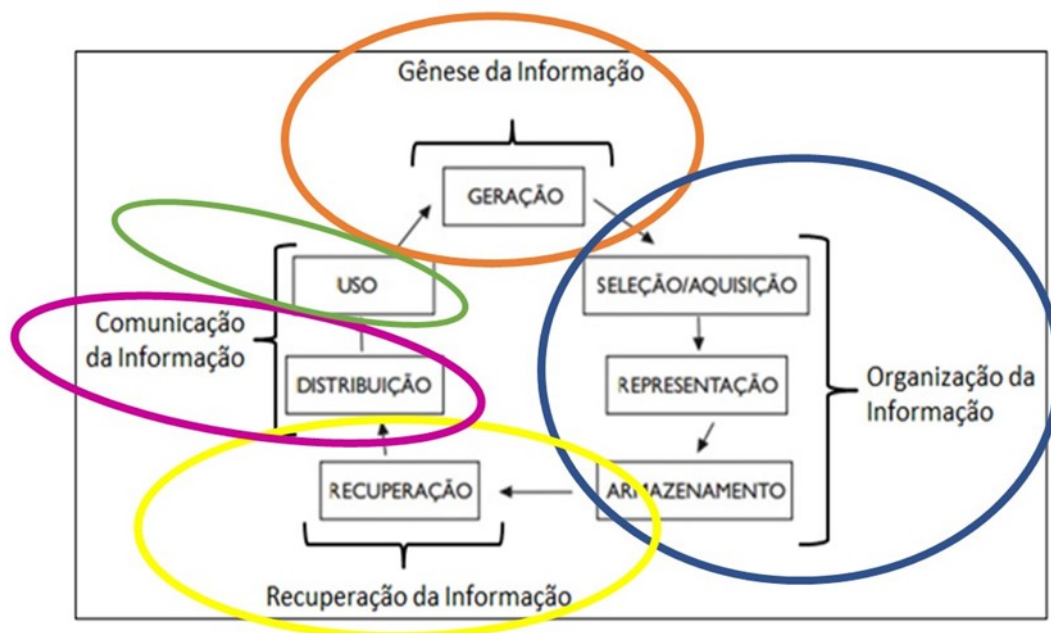 Gênese da Informação
GERAÇÃO
USO
SELEÇÃO/AQUISIÇÃO
Comunicação
da Informação
DISTRIBUIÇÃO
REPRESENTAÇÃO
Organização da
Informação
RECUPERAÇÃO
ARMAZENAMENTO
Recuperação da Informação